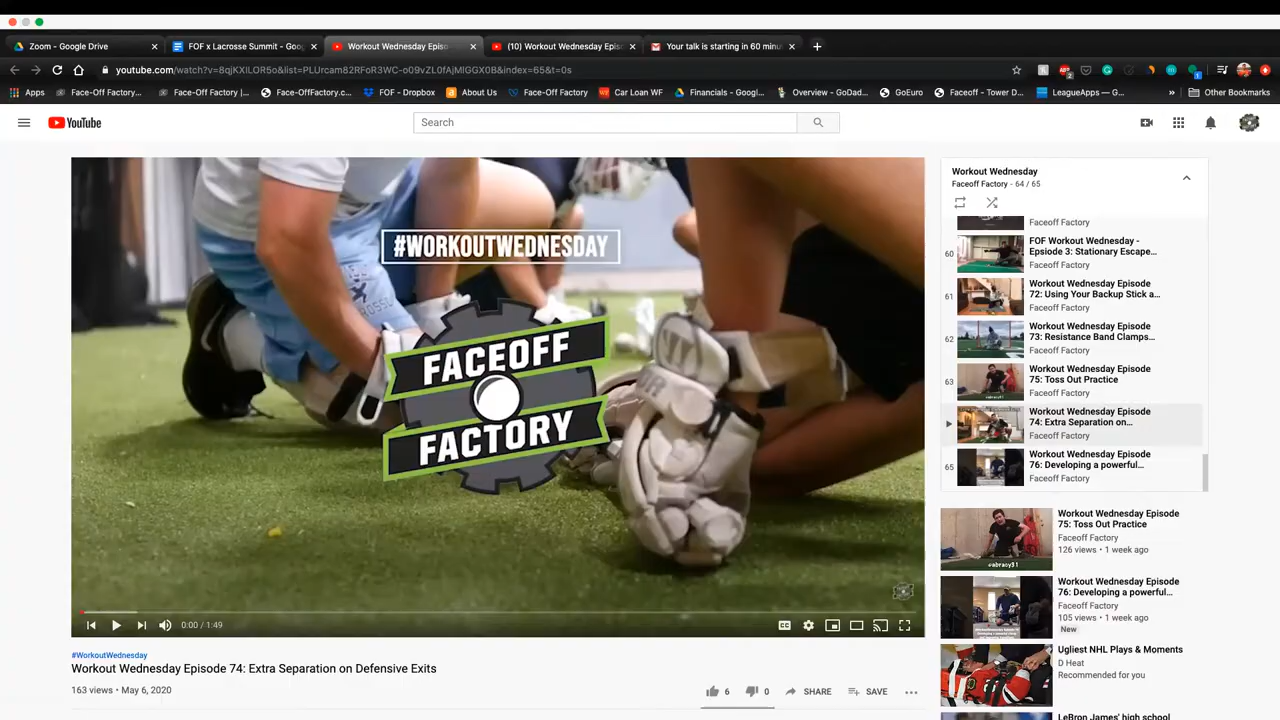 Zoom - Google Drive
FOF x Lacrosse Summit - Goo
Workout Wednesday Episo
(10) Workout Wednesday Epis
Your talk is starting in 60 minu
youtube.com/watch?v=8qjKXILOR5o&list=PLUrcam82RFoR3WC-o09vZL0fAjMIGGX0B&index=65&t=0s
Apps
Face-Off Factory...
Face-Off Factory |...
Face-OffFactory.c...
FOF - Dropbox
About Us
Face-Off Factory
Car Loan WF
Financials - Googl...
Overview - GoDad...
GoEuro
Faceoff - Tower D...
LeagueApps — G...
»
Other Bookmarks
YouTube
Search
#WORKOUTWEDNESDAY
FACEOFF
FACTORY
0:00 / 1:49
CC
#WorkoutWednesday
Workout Wednesday Episode 74: Extra Separation on Defensive Exits
163 views • May 6, 2020
6
0
SHARE
SAVE
Workout Wednesday
Faceoff Factory - 64 / 65
Faceoff Factory
60
FOF Workout Wednesday -
Epsiode 3: Stationary Escape...
Faceoff Factory
61
Workout Wednesday Episode
72: Using Your Backup Stick a...
Faceoff Factory
62
Workout Wednesday Episode
73: Resistance Band Clamps...
Faceoff Factory
63
Workout Wednesday Episode
75: Toss Out Practice
Faceoff Factory
Workout Wednesday Episode
74: Extra Separation on...
Faceoff Factory
65
Workout Wednesday Episode
76: Developing a powerful...
Faceoff Factory
@abracy31
Workout Wednesday Episode
75: Toss Out Practice
Faceoff Factory
126 views • 1 week ago
Workout Wednesday Episode
76: Developing a powerful...
Faceoff Factory
105 views • 1 week ago
New
Ugliest NHL Plays & Moments
D Heat
Recommended for you
LeBron James' high school